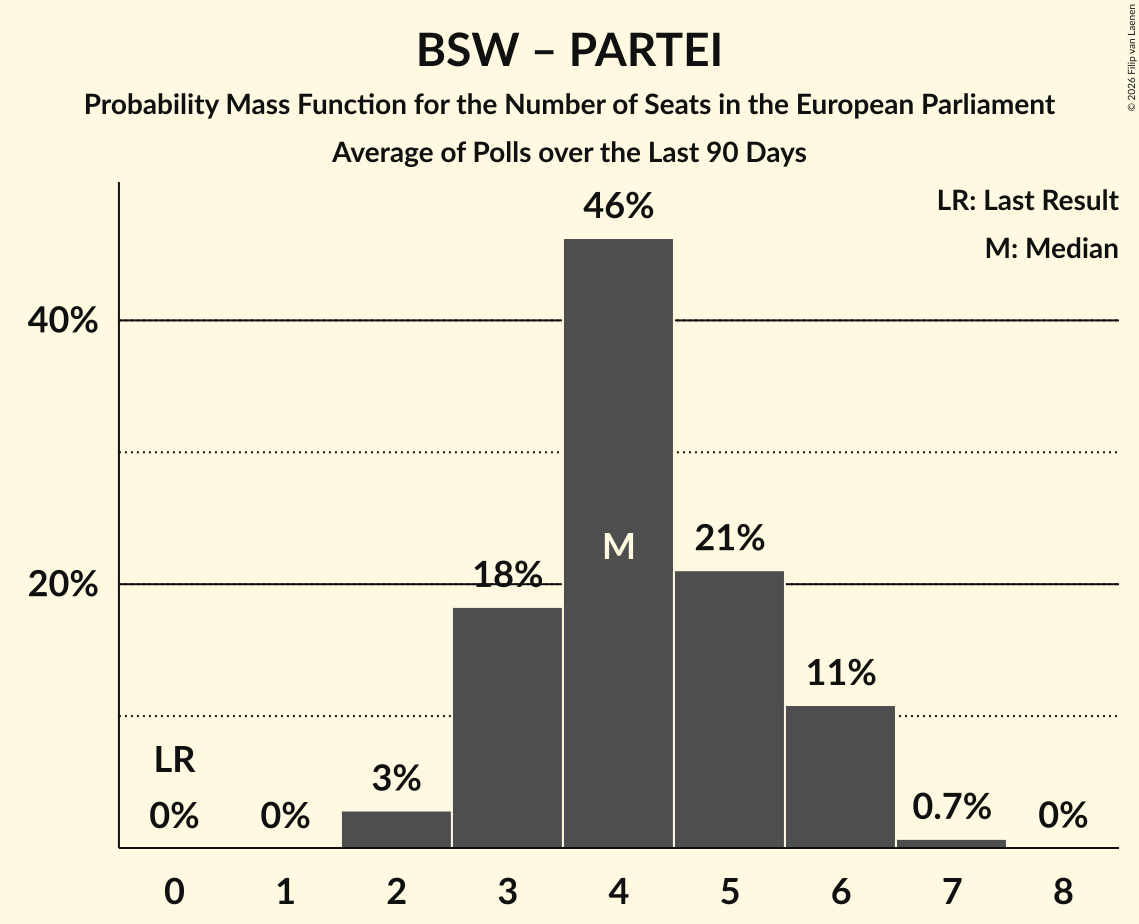 BSW – PARTEI
Probability Mass Function for the Number of Seats in the European Parliament
Average of Polls over the Last 90 Days
© 2026 Filip van Laenen
LR: Last Result
M: Median
46%
40%
M
21%
18%
20%
11%
LR
3%
0.7%
0%
0%
0%
0 1 2 3 4 5 6 7 8